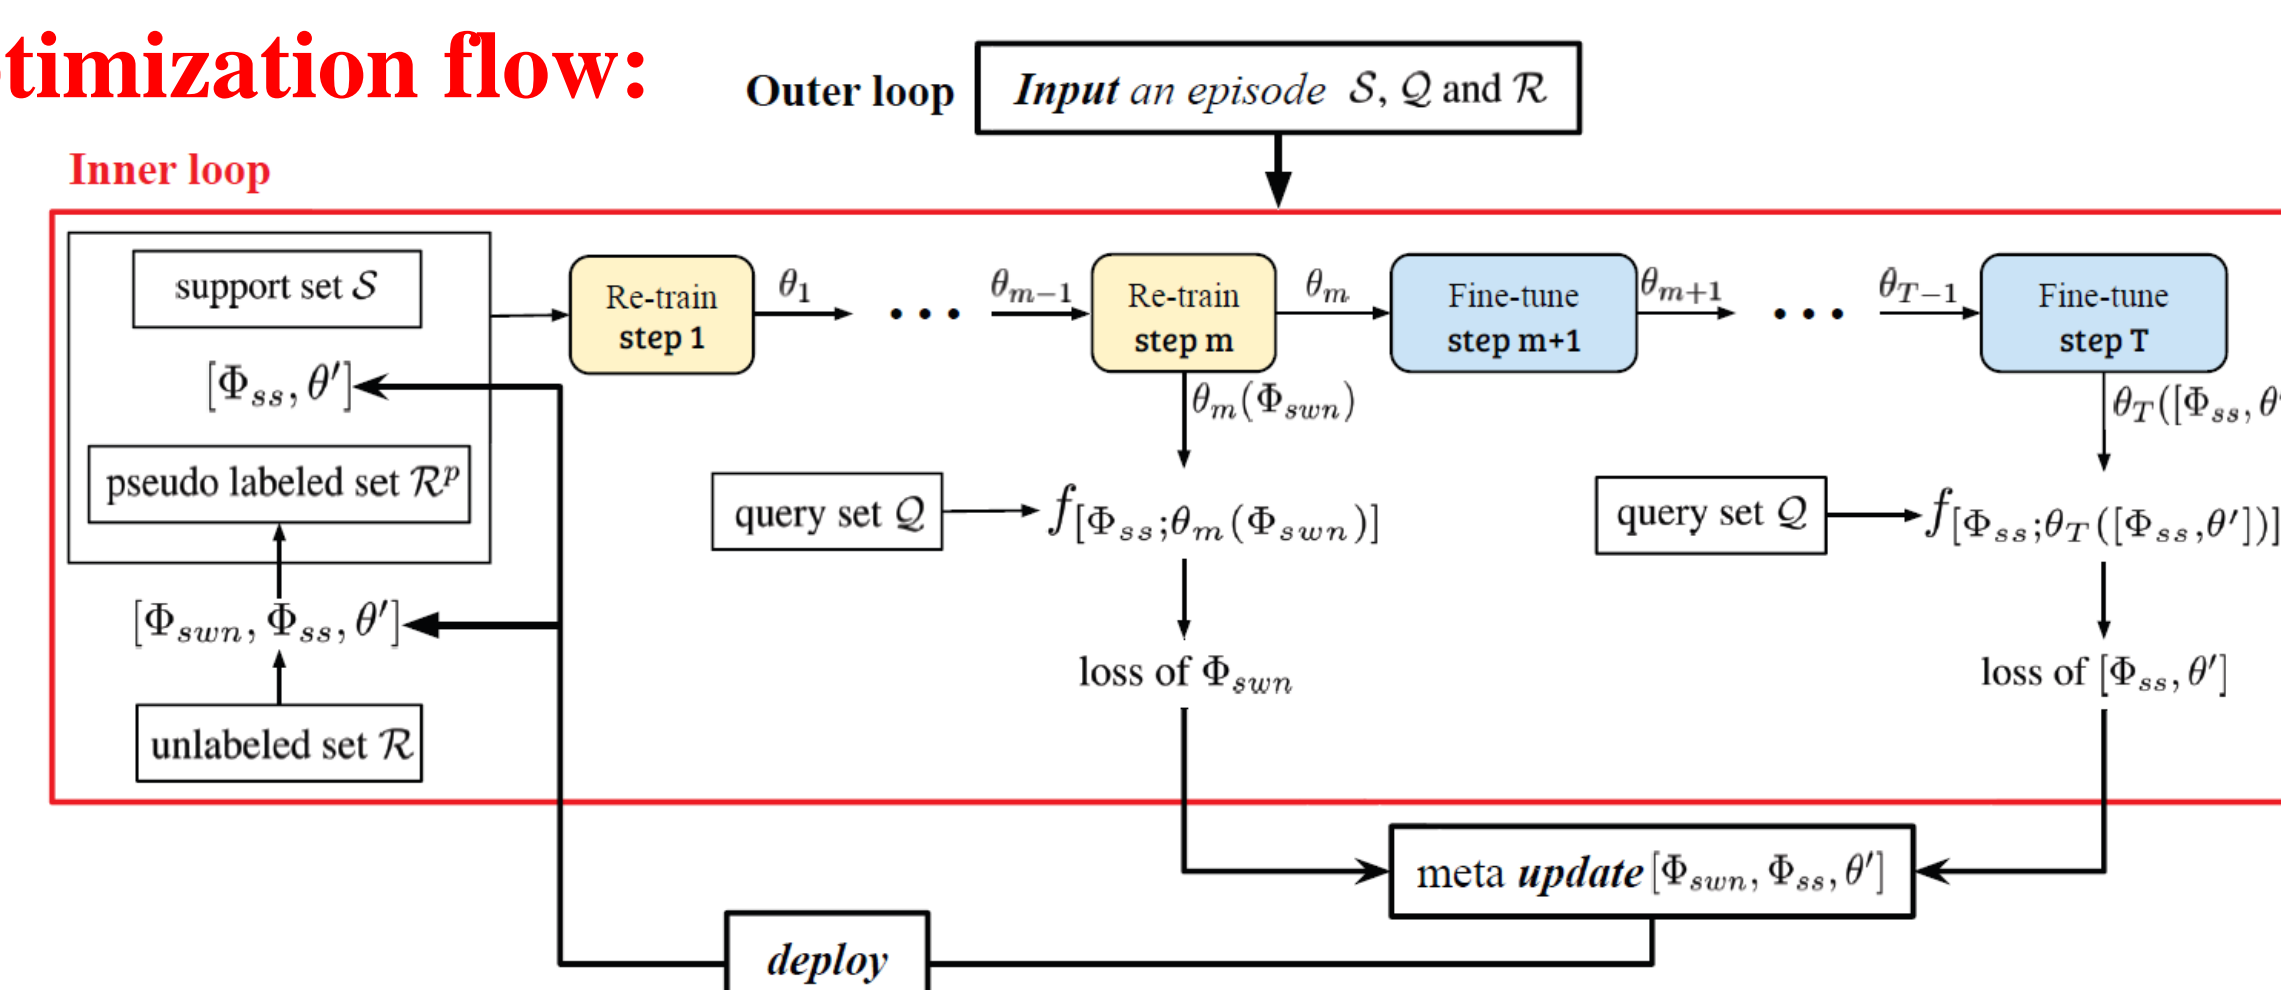 timization flow:
Outer loop
Input an episode S, Q and R
Inner loop
support set S
[Φss, θ′]
pseudo labeled set Rᵖ
[Φswn, Φss, θ′]
unlabeled set R
Re-train
step 1
θ1
• • •
θm−1
Re-train
step m
θm
Fine-tune
step m+1
θm+1
• • •
θT−1
Fine-tune
step T
θm(Φswn)
query set Q
f[Φss;θm(Φswn)]
loss of Φswn
θT([Φss, θ
query set Q
f[Φss;θT([Φss,θ′])]
loss of [Φss, θ′]
meta update [Φswn, Φss, θ′]
deploy